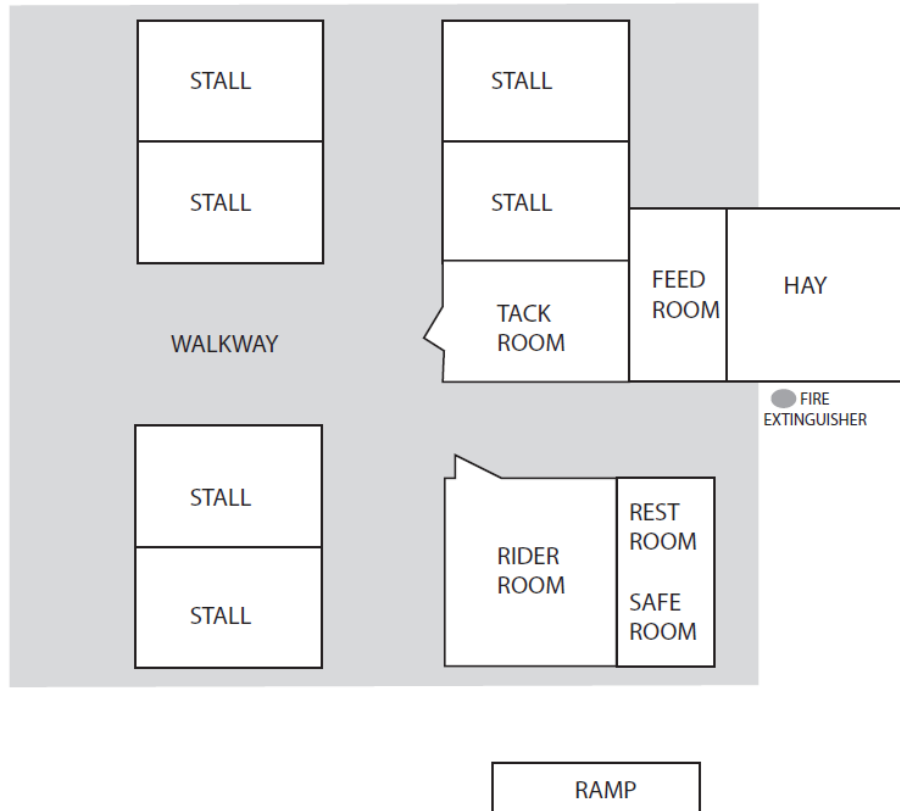 STALL
STALL
STALL
STALL
FEED
ROOM
HAY
TACK
ROOM
WALKWAY
FIRE
EXTINGUISHER
STALL
REST
ROOM
RIDER
ROOM
SAFE
ROOM
STALL
RAMP